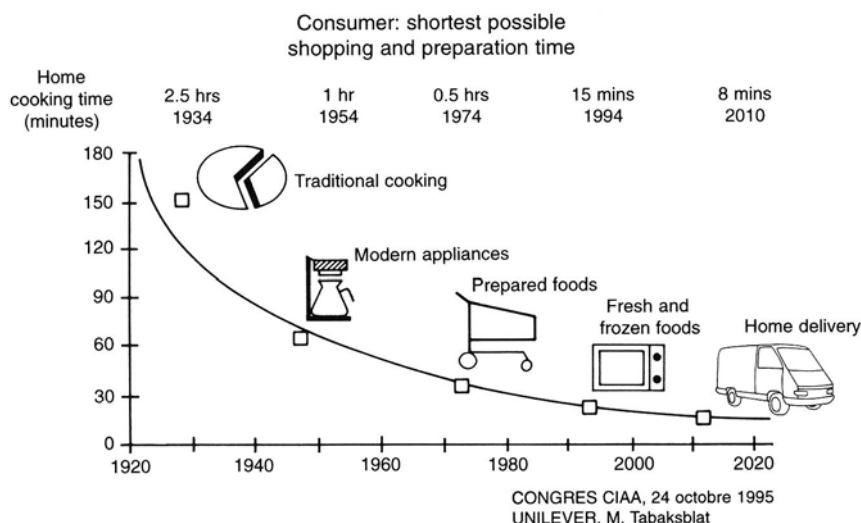 Consumer: shortest possible
shopping and preparation time
Home
cooking time
(minutes)
2.5 hrs
1934
1 hr
1954
0.5 hrs
1974
15 mins
1994
8 mins
2010
180
150
120
90
60
30
0
Traditional cooking
Modern appliances
Prepared foods
Fresh and
frozen foods
Home delivery
1920
1940
1960
1980
2000
2020
CONGRES CIAA, 24 octobre 1995
UNILEVER, M. Tabaksblat